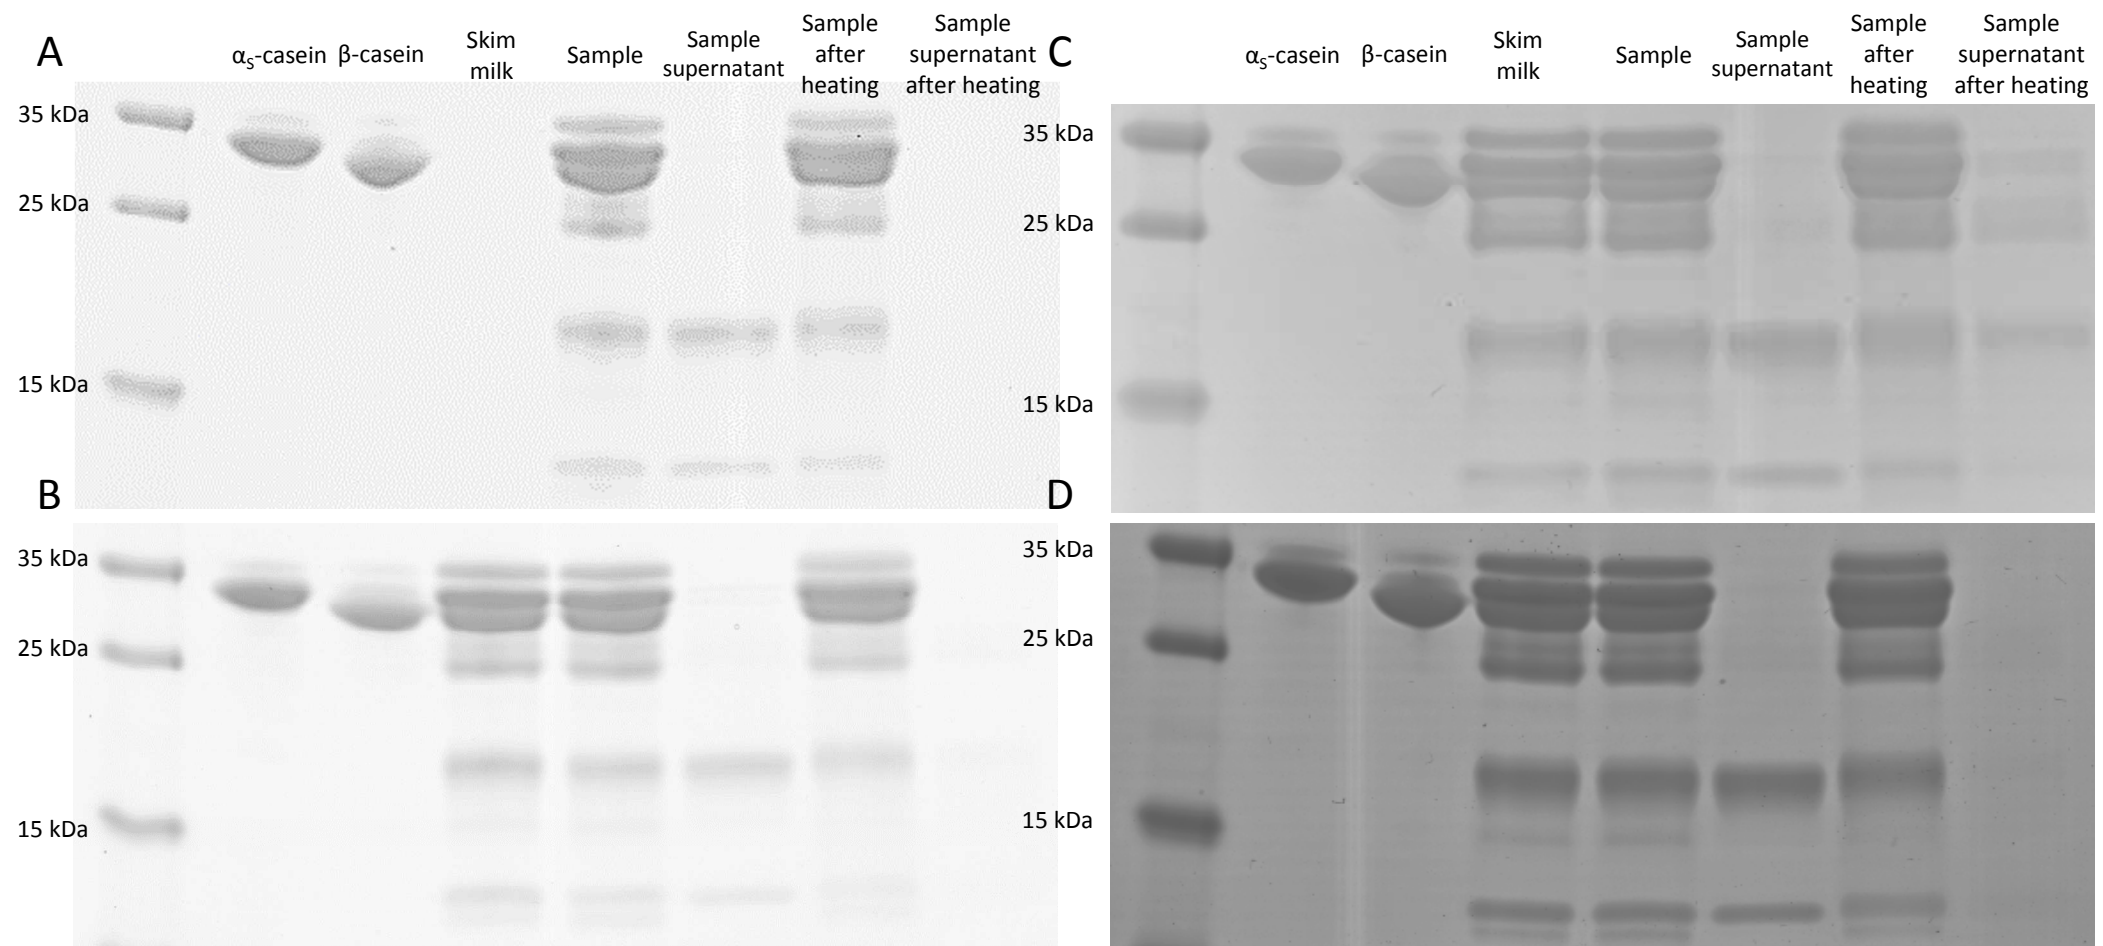 A
αS-casein
β-casein
Skim
milk
Sample
Sample
supernatant
Sample
after
heating
Sample
supernatant
after heating
35 kDa
25 kDa
15 kDa
C
αS-casein
β-casein
Skim
milk
Sample
Sample
supernatant
Sample
after
heating
Sample
supernatant
after heating
35 kDa
25 kDa
15 kDa
B
35 kDa
25 kDa
15 kDa
D
35 kDa
25 kDa
15 kDa